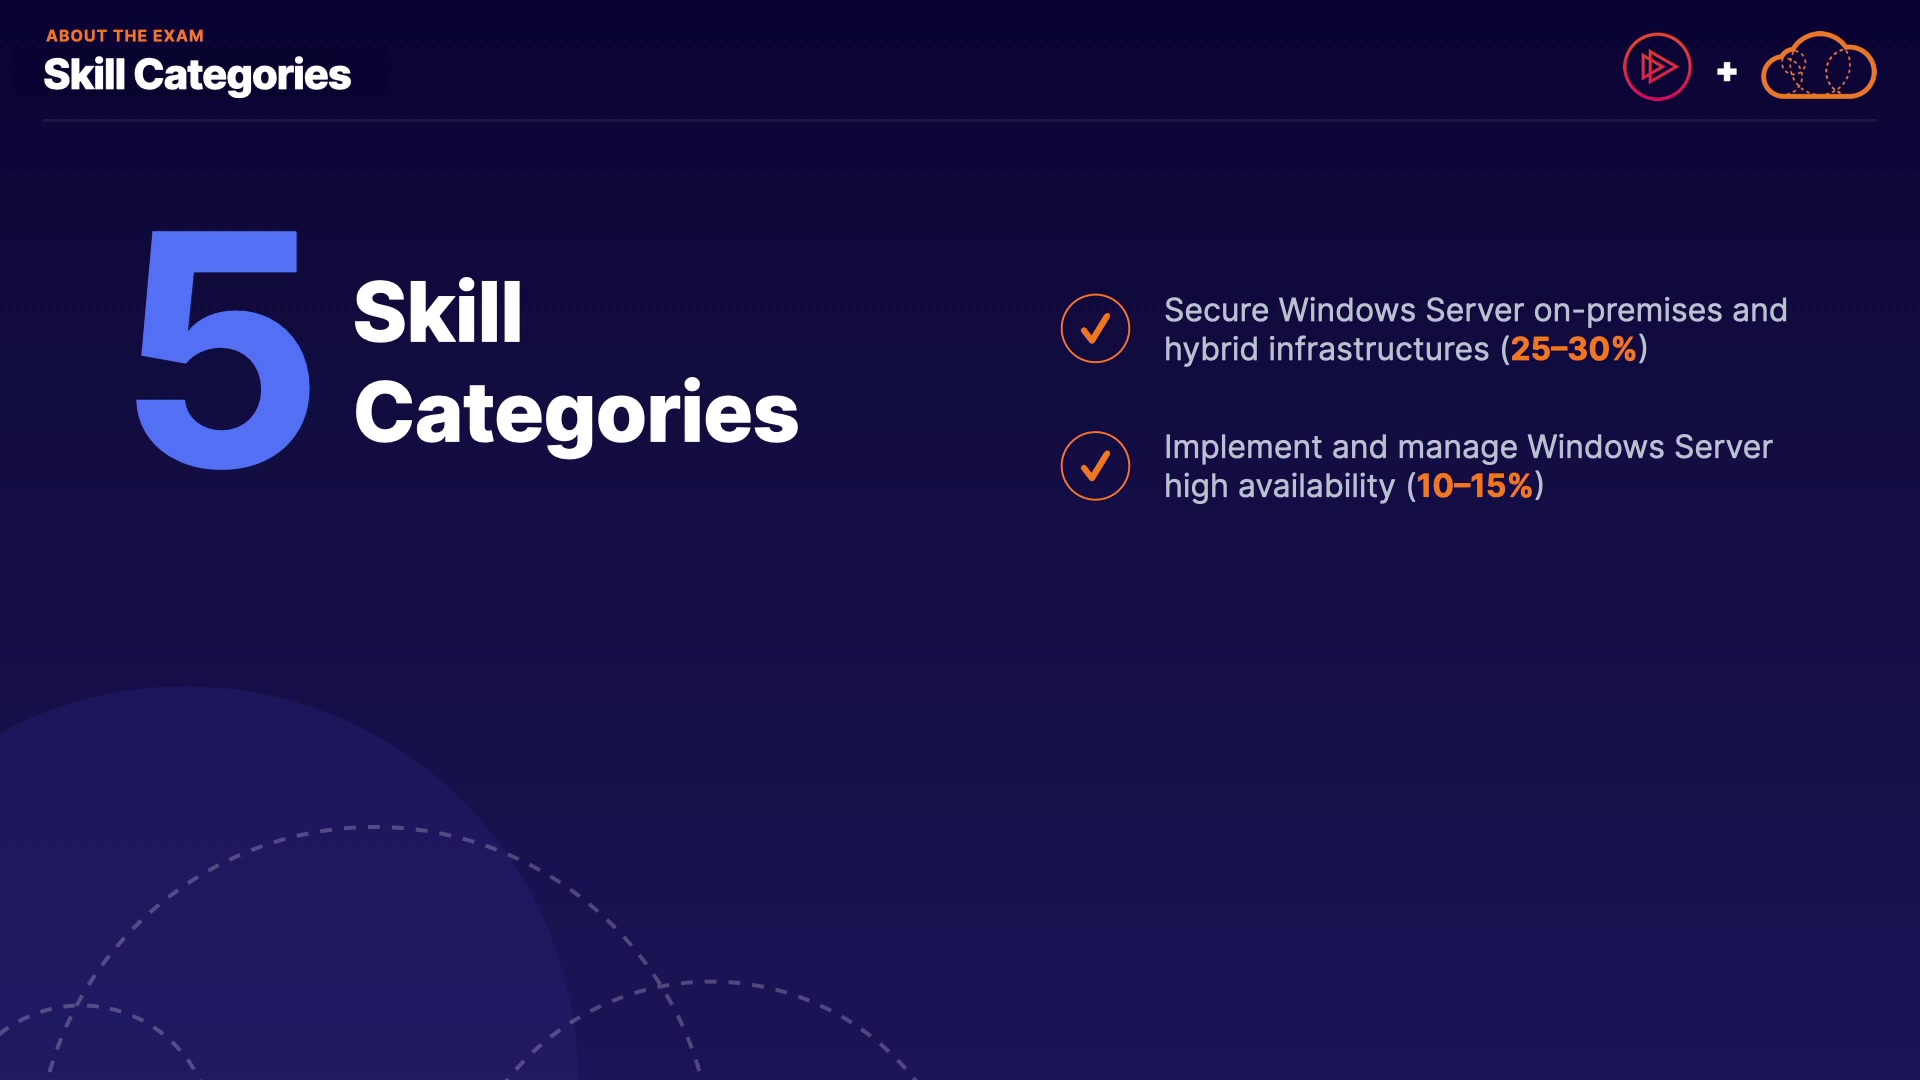 ABOUT THE EXAM
Skill Categories
+
5
Skill
Categories
Secure Windows Server on-premises and
hybrid infrastructures (25–30%)
Implement and manage Windows Server
high availability (10–15%)